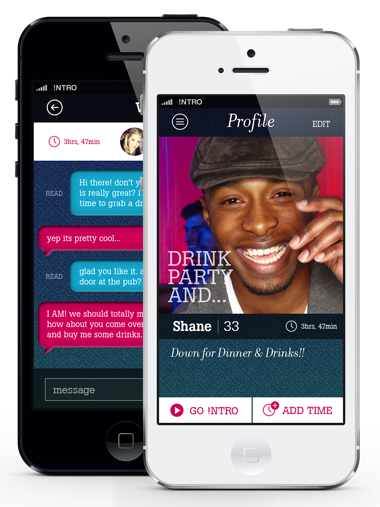 !NTRO
3hrs, 47min
READ
Hi there! don't
is really great?
time to grab a
yep its pretty cool...
READ
glad you like it.
door at the pub?
I AM! we should totally
how about you come over
and buy me some drinks.
message
!NTRO
Profile
EDIT
DRINK
PARTY
AND...
Shane 33
3hrs, 47min
Down for Dinner & Drinks!!
GO !NTRO
ADD TIME